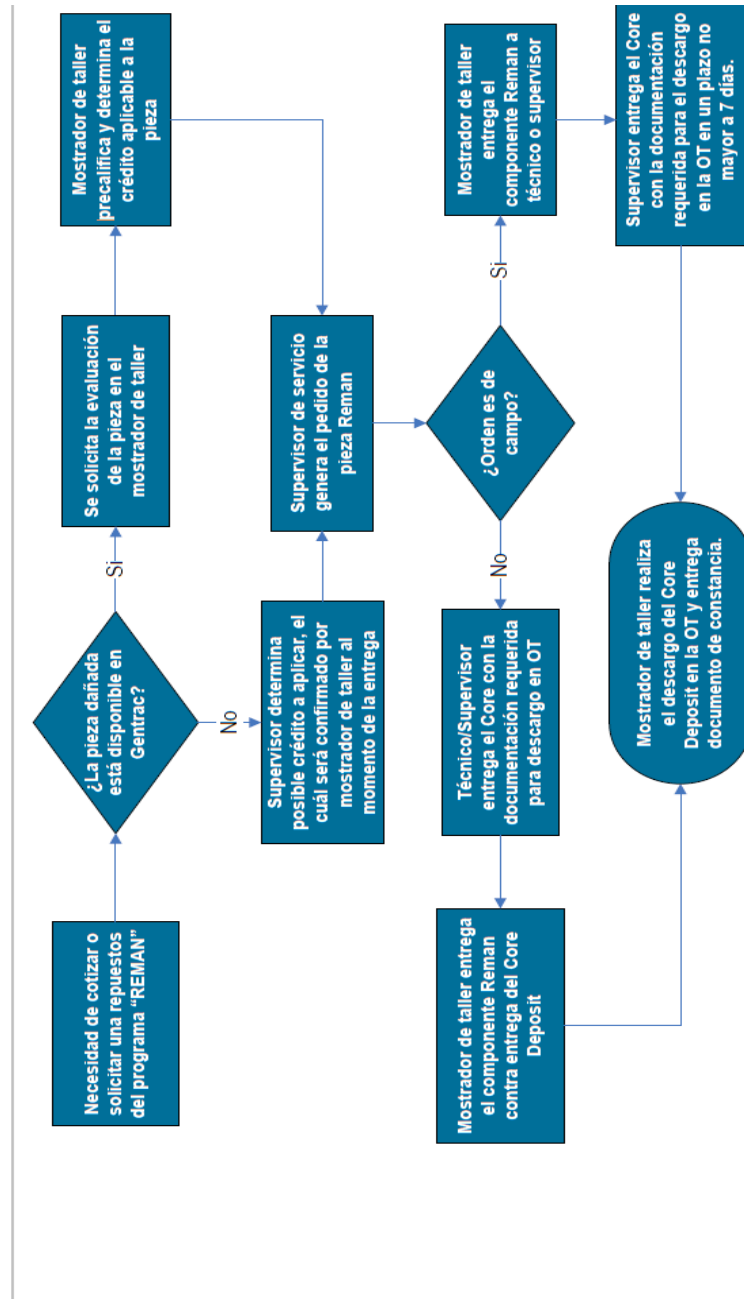 Necesidad de cotizar o
solicitar una repuestos
del programa “REMAN”
¿La pieza dañada
está disponible en
Gentrac?
Si
Se solicita la evaluación
de la pieza en el
mostrador de taller
Mostrador de taller
precalifica y determina el
crédito aplicable a la
pieza
No
Supervisor determina
posible crédito a aplicar, el
cuál será confirmado por
mostrador de taller al
momento de la entrega
Supervisor de servicio
genera el pedido de la
pieza Reman
¿Orden es de
campo?
Si
Mostrador de taller
entrega el
componente Reman a
técnico o supervisor
Supervisor entrega el Core
con la documentación
requerida para el descargo
en la OT en un plazo no
mayor a 7 días.
No
Técnico/Supervisor
entrega el Core con la
documentación requerida
para descargo en OT
Mostrador de taller entrega
el componente Reman
contra entrega del Core
Deposit
Mostrador de taller realiza
el descargo del Core
Deposit en la OT y entrega
documento de constancia.